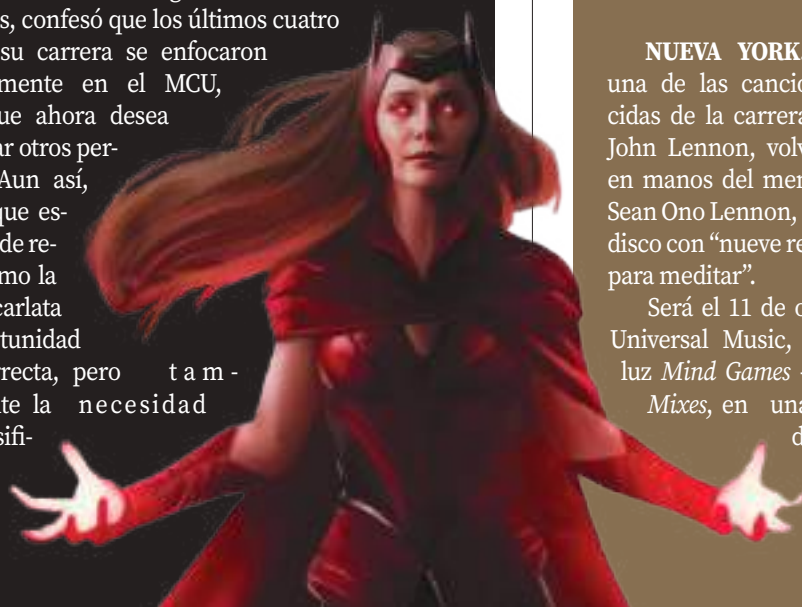 s, confesó que los últimos cuatro
su carrera se enfocaron
mente en el MCU,
ue ahora desea
ar otros per-
Aun así,
que es-
de re-
mo la
carlata
tunidad
rrecta, pero tam-
te la necesidad
sifi-
NUEVA YORK.
una de las cancio
cidas de la carrera
John Lennon, volv
en manos del men
Sean Ono Lennon,
disco con “nueve re
para meditar”.
Será el 11 de o
Universal Music,
luz Mind Games -
Mixes, en una
d